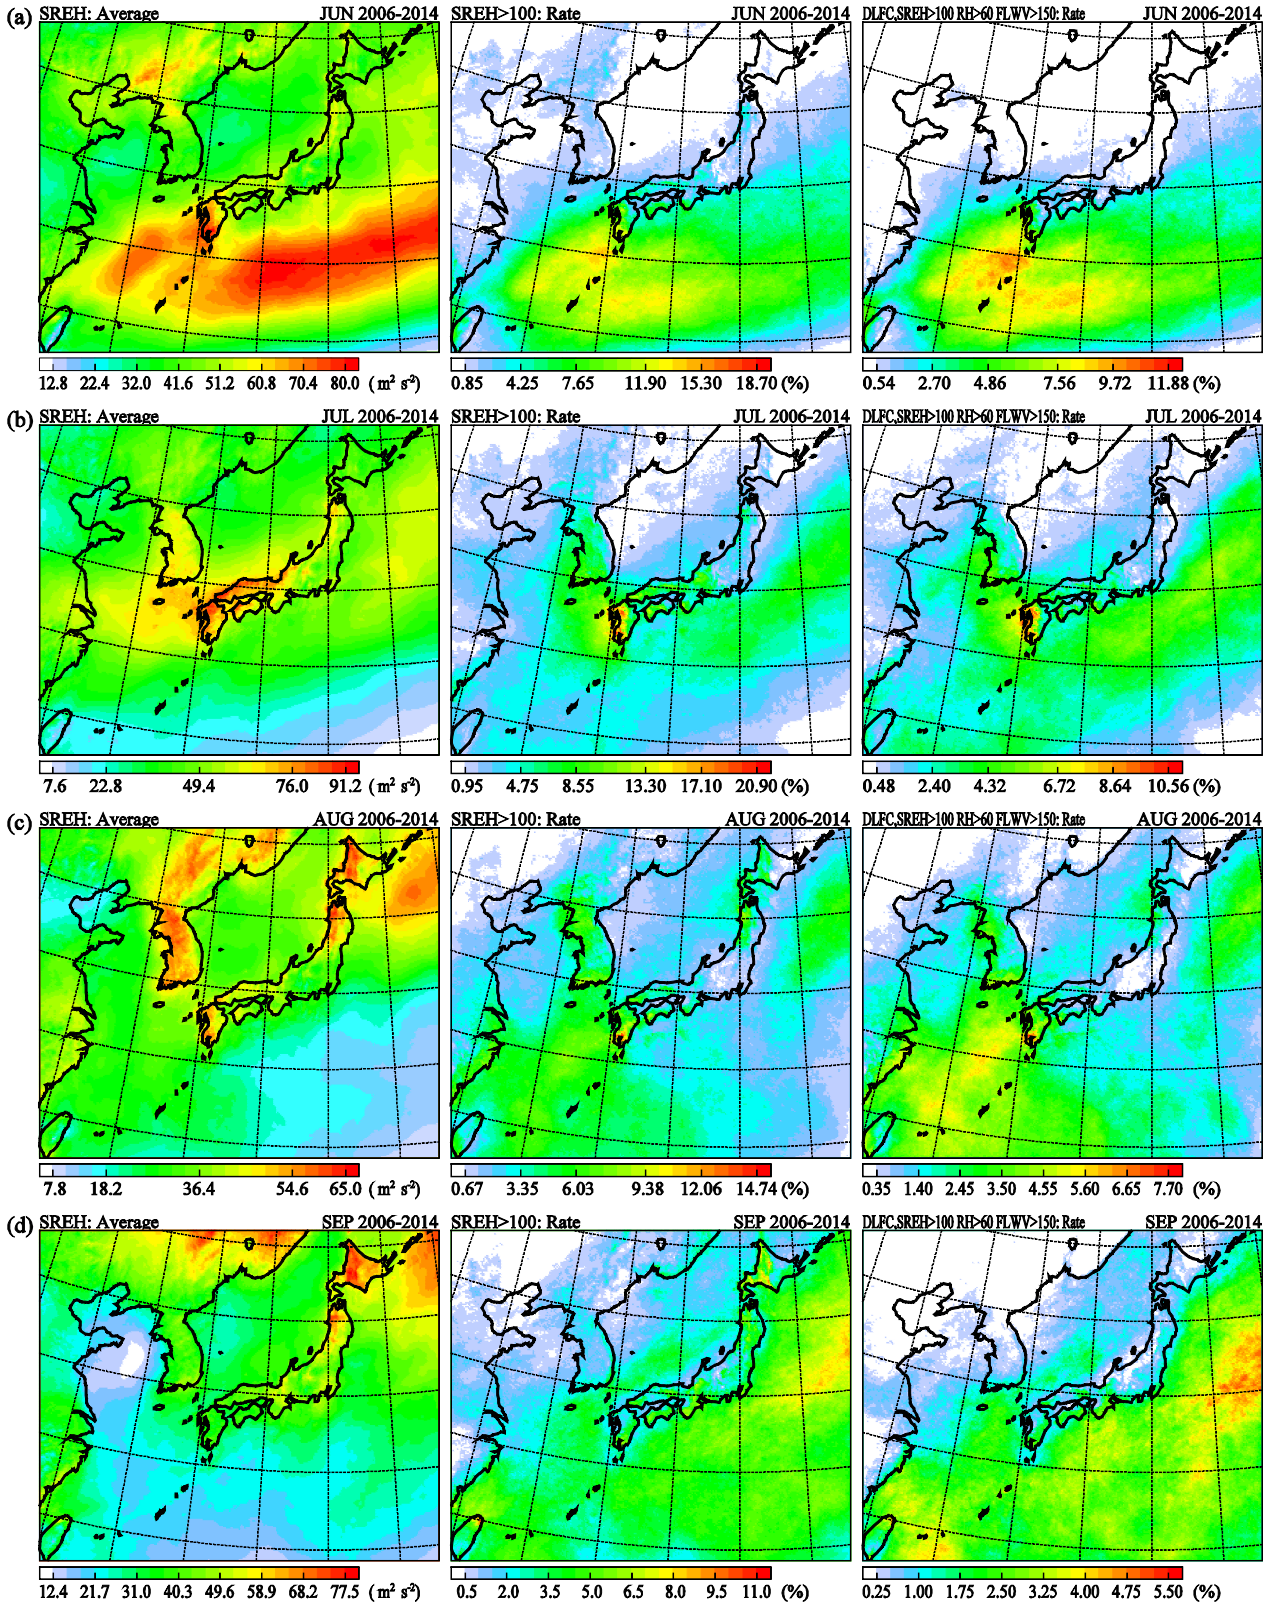 (a) SREH: Average JUN 2006-2014 SREH>100: Rate JUN 2006-2014 DLFC,SREH>100 RH>60 FLWV>150: Rate JUN 2006-2014
12.8 22.4 32.0 41.6 51.2 60.8 70.4 80.0 ( m² s⁻²) 0.85 4.25 7.65 11.90 15.30 18.70 (%) 0.54 2.70 4.86 7.56 9.72 11.88 (%)
(b) SREH: Average JUL 2006-2014 SREH>100: Rate JUL 2006-2014 DLFC,SREH>100 RH>60 FLWV>150: Rate JUL 2006-2014
7.6 22.8 49.4 76.0 91.2 ( m² s⁻²) 0.95 4.75 8.55 13.30 17.10 20.90 (%) 0.48 2.40 4.32 6.72 8.64 10.56 (%)
(c) SREH: Average AUG 2006-2014 SREH>100: Rate AUG 2006-2014 DLFC,SREH>100 RH>60 FLWV>150: Rate AUG 2006-2014
7.8 18.2 36.4 54.6 65.0 ( m² s⁻²) 0.67 3.35 6.03 9.38 12.06 14.74 (%) 0.35 1.40 2.45 3.50 4.55 5.60 6.65 7.70 (%)
(d) SREH: Average SEP 2006-2014 SREH>100: Rate SEP 2006-2014 DLFC,SREH>100 RH>60 FLWV>150: Rate SEP 2006-2014
12.4 21.7 31.0 40.3 49.6 58.9 68.2 77.5 ( m² s⁻²) 0.5 2.0 3.5 5.0 6.5 8.0 9.5 11.0 (%) 0.25 1.00 1.75 2.50 3.25 4.00 4.75 5.50 (%)